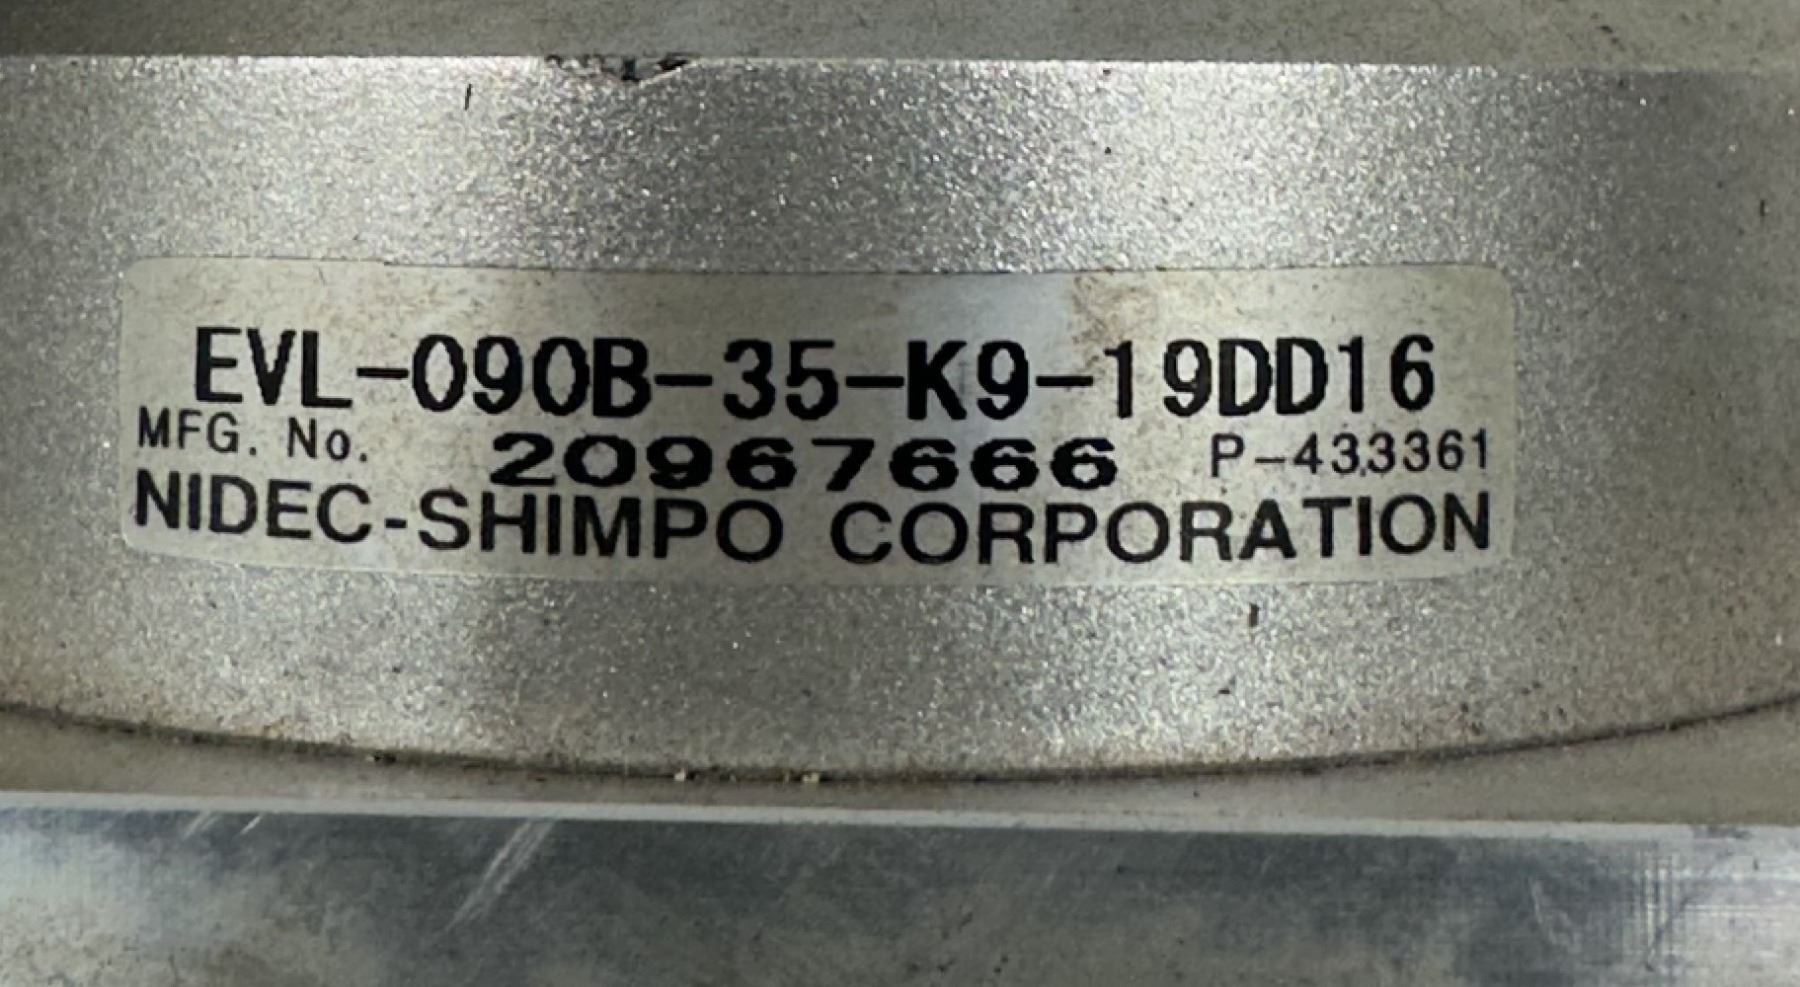 EVL-090B-35-K9-19DD16
MFG. No. 20967666 P-433361
NIDEC-SHIMPO CORPORATION